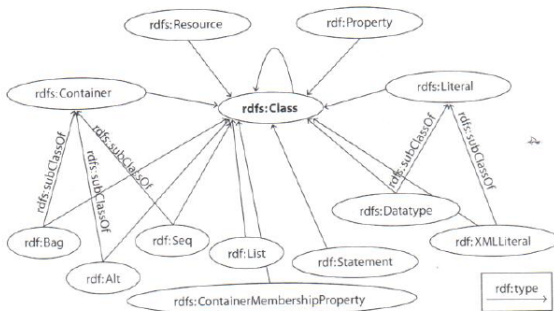 rdfs:Resource
rdf:Property
rdfs:Container
rdfs:Class
rdfs:Literal
rdfs:subClassOf
rdfs:subClassOf
rdfs:subClassOf
rdfs:subClassOf
rdfs:subClassOf
rdfs:Datatype
rdf:Bag
rdf:Seq
rdf:List
rdf:XMLLiteral
rdf:Alt
rdf:Statement
rdf:type
rdfs:ContainerMembershipProperty